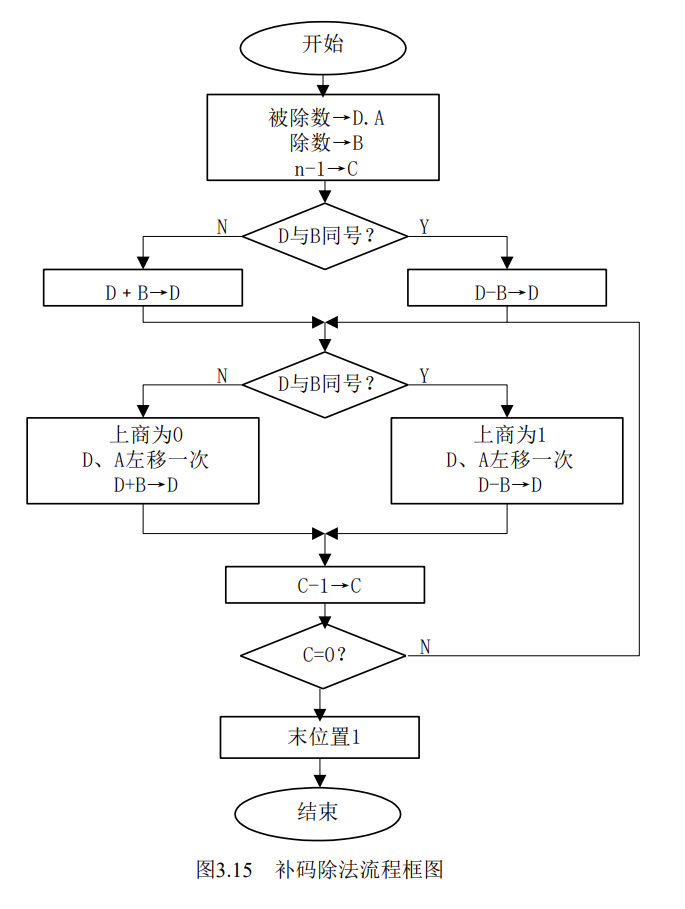 开始
被除数→D.A
除数→B
n-1→C
D与B同号?
N
Y
D+B→D
D-B→D
D与B同号?
N
Y
上商为0
D、A左移一次
D+B→D
上商为1
D、A左移一次
D-B→D
C-1→C
C=0?
N
末位置1
结束
图3.15 补码除法流程框图